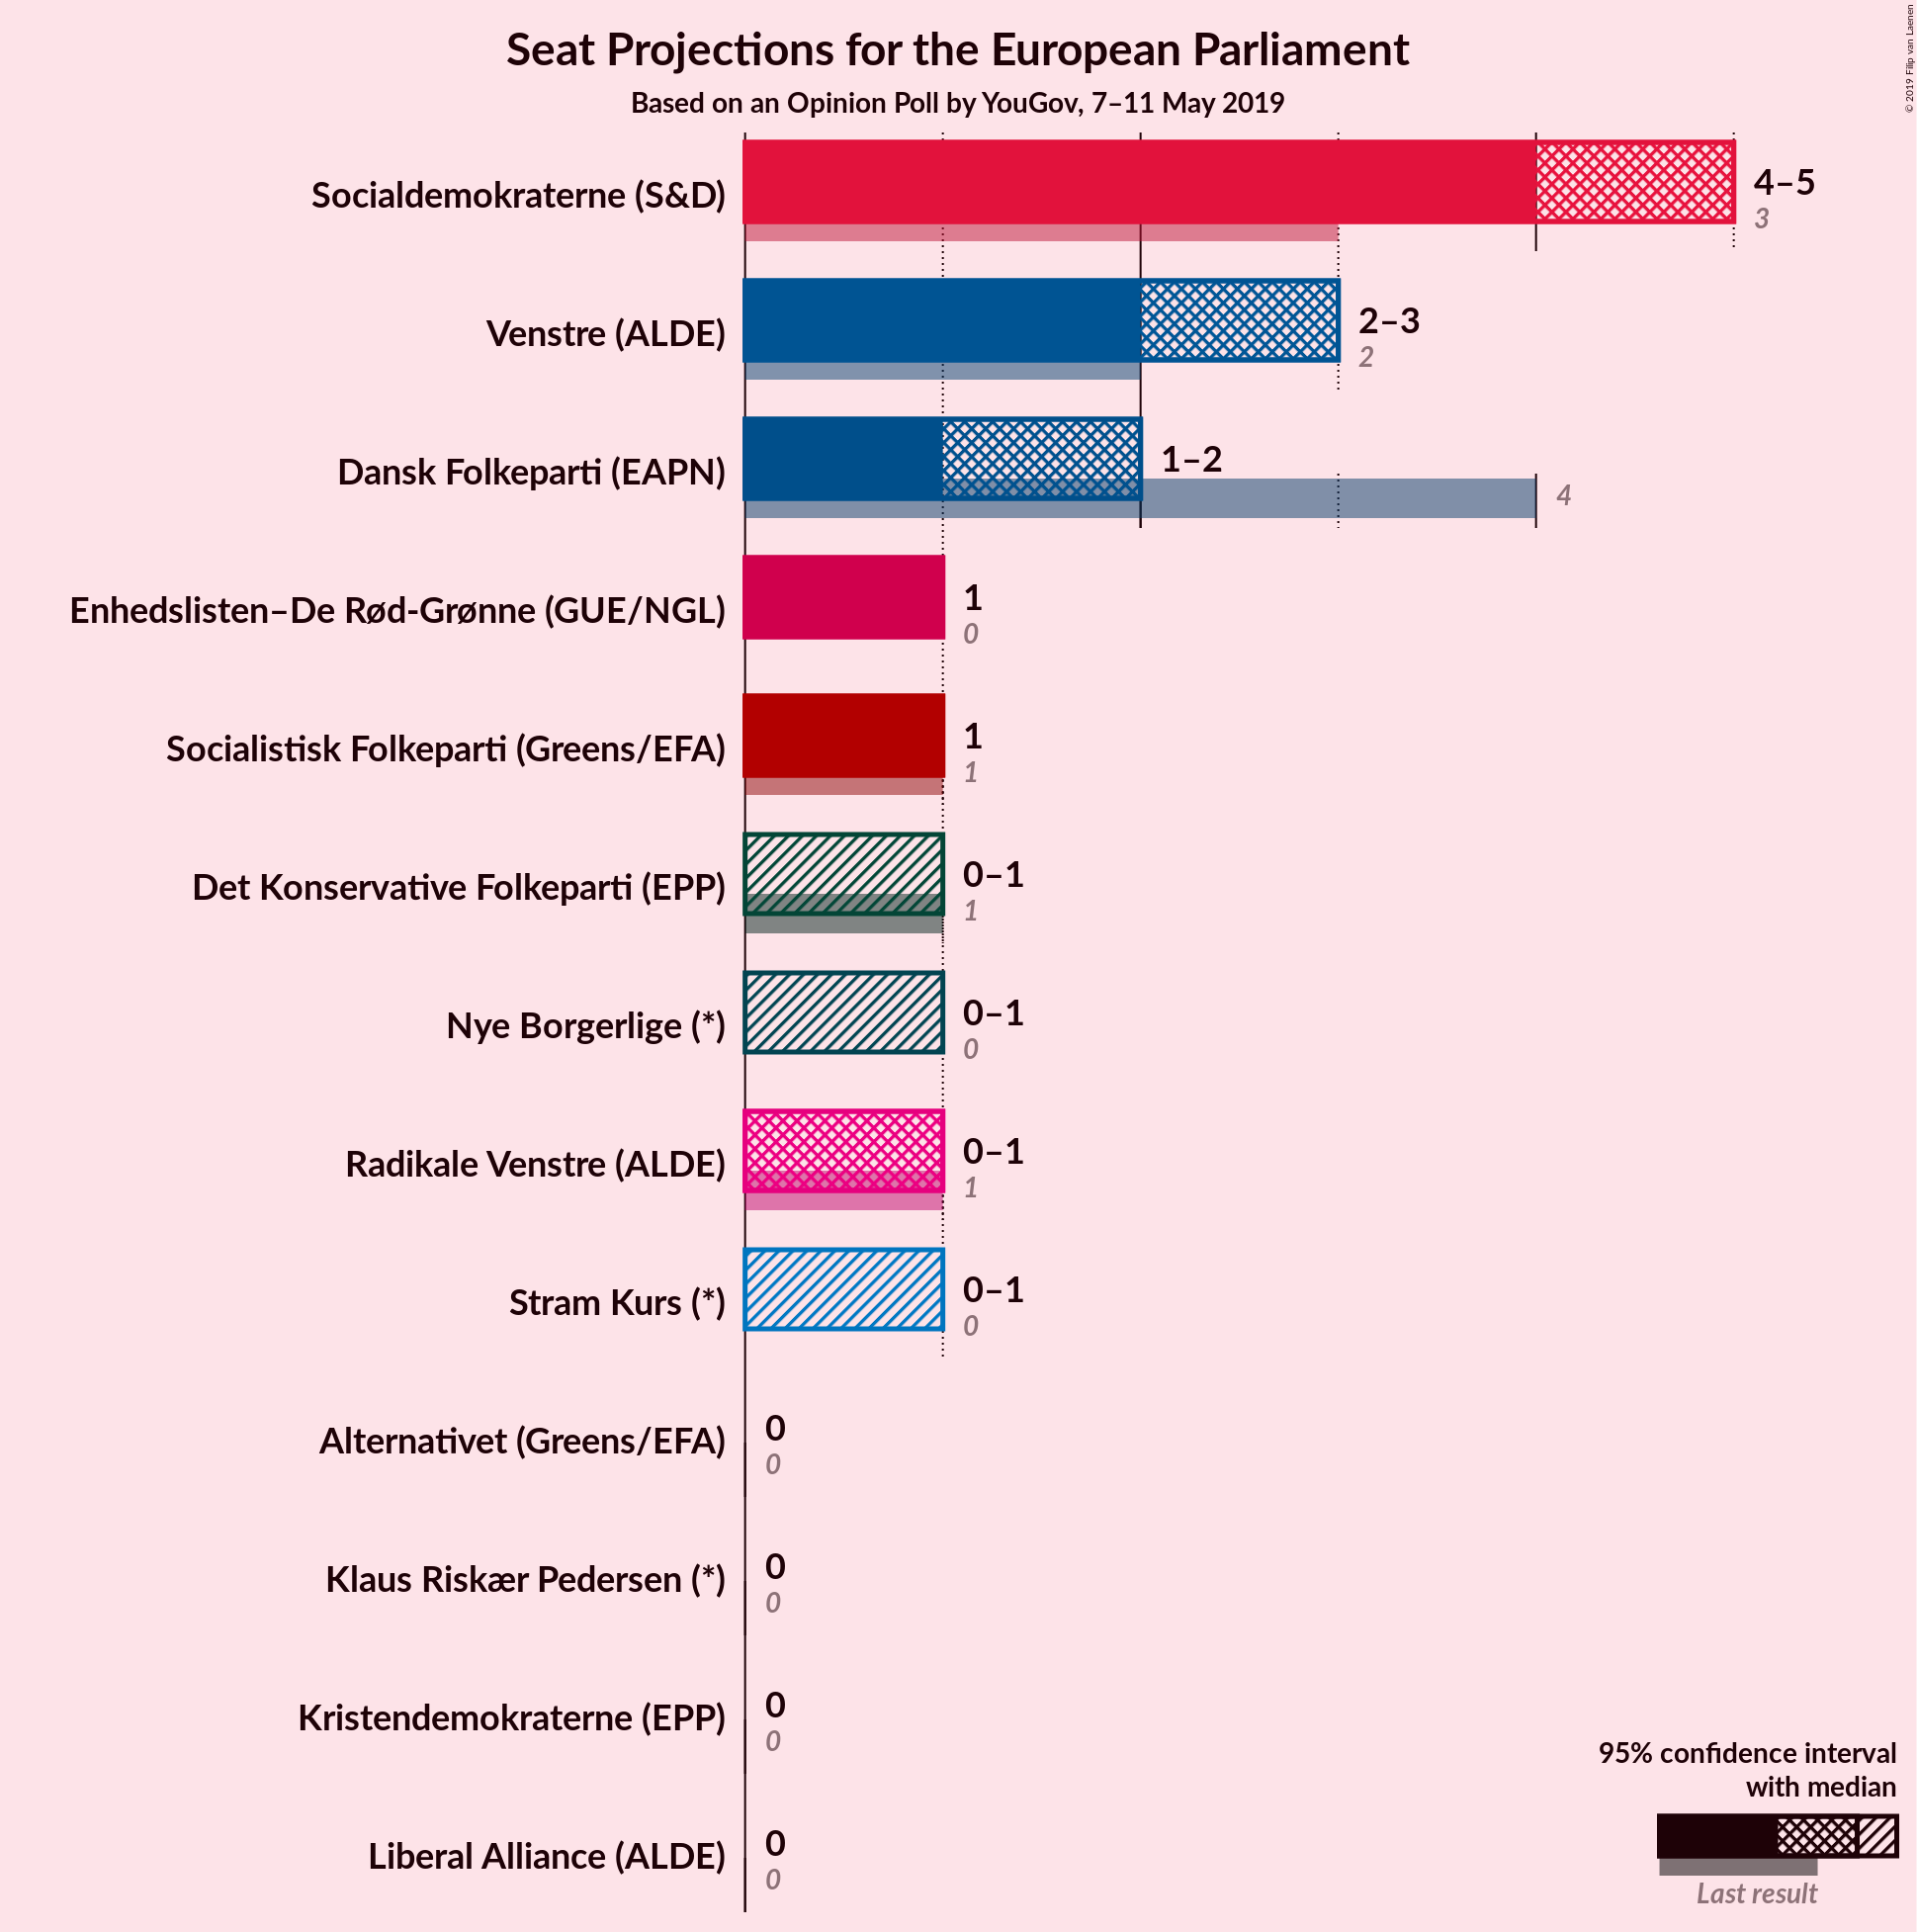 Seat Projections for the European Parliament
Based on an Opinion Poll by YouGov, 7–11 May 2019
© 2019 Filip van Laenen
Socialdemokraterne (S&D)
4–5
3
Venstre (ALDE)
2–3
2
Dansk Folkeparti (EAPN)
1–2
4
Enhedslisten–De Rød-Grønne (GUE/NGL)
1
0
Socialistisk Folkeparti (Greens/EFA)
1
1
Det Konservative Folkeparti (EPP)
0–1
1
Nye Borgerlige (*)
0–1
0
Radikale Venstre (ALDE)
0–1
1
Stram Kurs (*)
0–1
0
Alternativet (Greens/EFA)
0
0
Klaus Riskær Pedersen (*)
0
0
Kristendemokraterne (EPP)
0
0
Liberal Alliance (ALDE)
0
0
95% confidence interval
with median
Last result